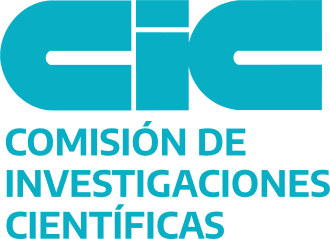 CIC
COMISIÓN DE
INVESTIGACIONES
CIENTÍFICAS